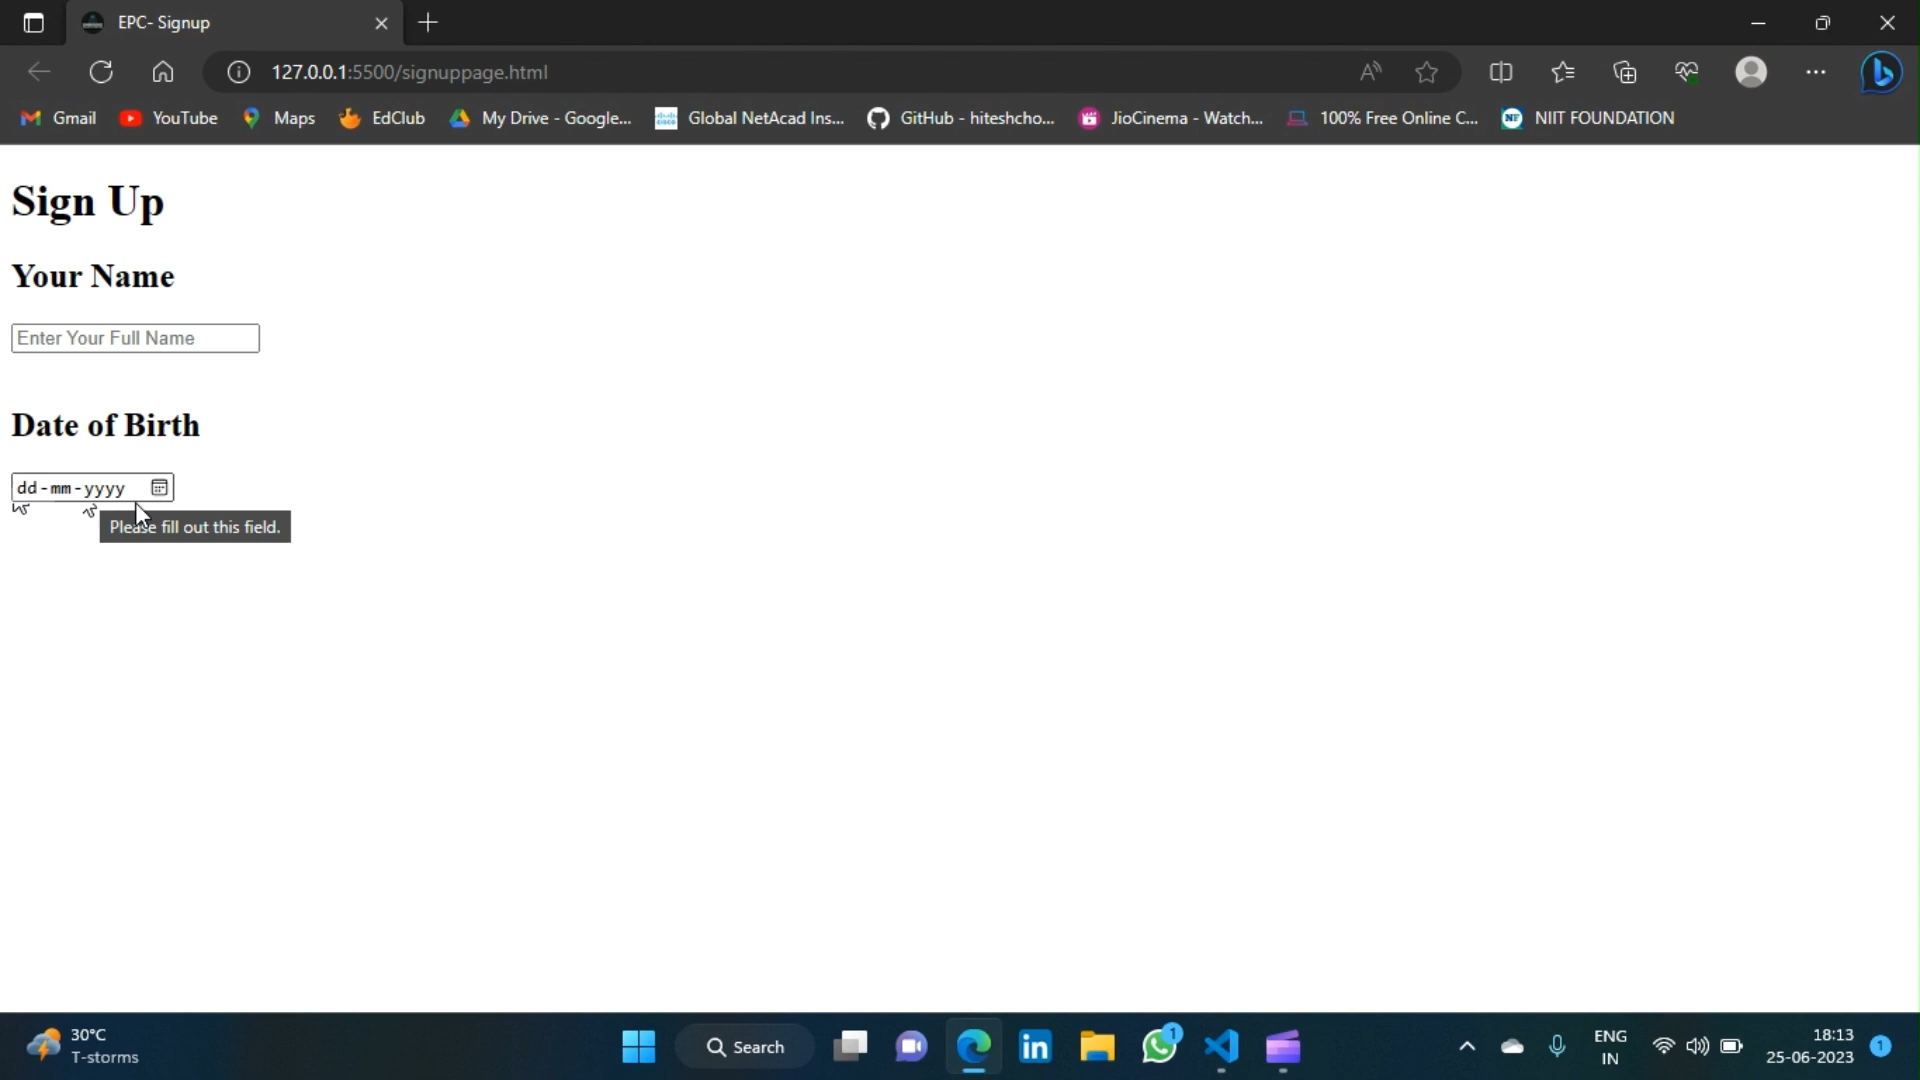 EPC- Signup
127.0.0.1:5500/signuppage.html
Gmail YouTube Maps EdClub My Drive - Google... Global NetAcad Ins... GitHub - hiteshcho... JioCinema - Watch... 100% Free Online C... NIIT FOUNDATION
Sign Up
Your Name
Enter Your Full Name
Date of Birth
dd-mm-yyyy
Please fill out this field.
30°C
T-storms
Search
1
ENG
IN
18:13
25-06-2023
1